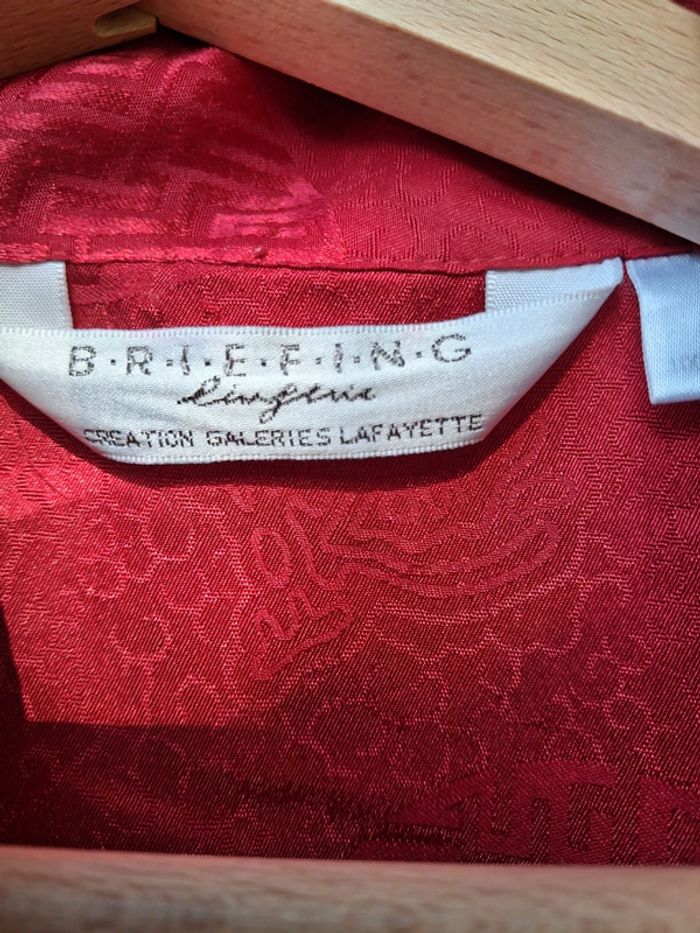 B·R·I·E·F·I·N·G
Lingerie
CREATION GALERIES LAFAYETTE